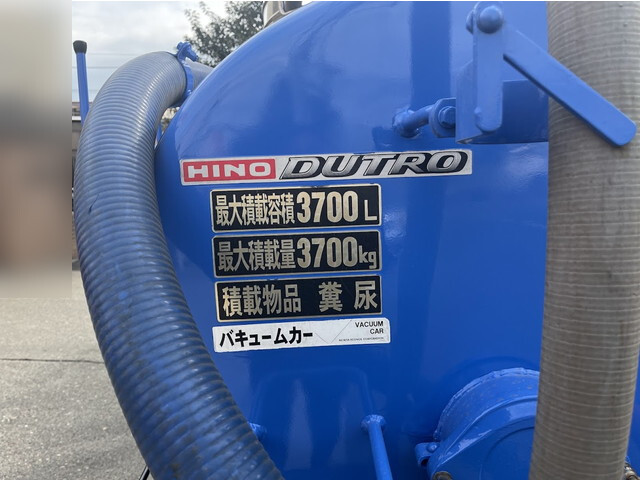 HINO DUTRO
最大積載容積3700L
最大積載量3700kg
積載物品 糞尿
バキュームカー VACUUM CAR